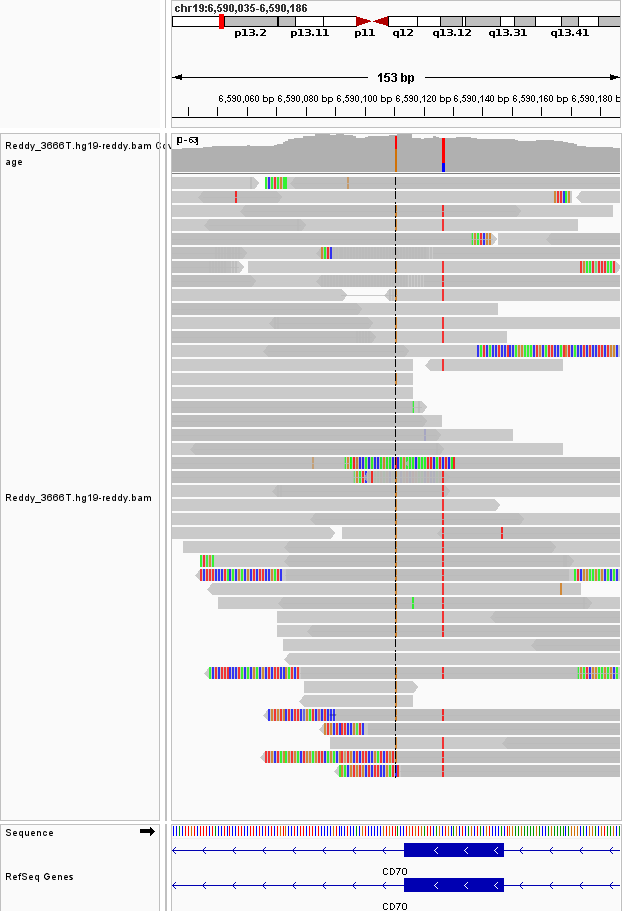 chr19:6,590,035-6,590,186
p13.2 p13.11 p11 q12 q13.12 q13.31 q13.41
153 bp
6,590,060 bp 6,590,080 bp 6,590,100 bp 6,590,120 bp 6,590,140 bp 6,590,160 bp 6,590,180 b
Reddy_3666T.hg19-reddy.bam Cov
age
[0-63]
Reddy_3666T.hg19-reddy.bam
Sequence
RefSeq Genes
CD70
CD70